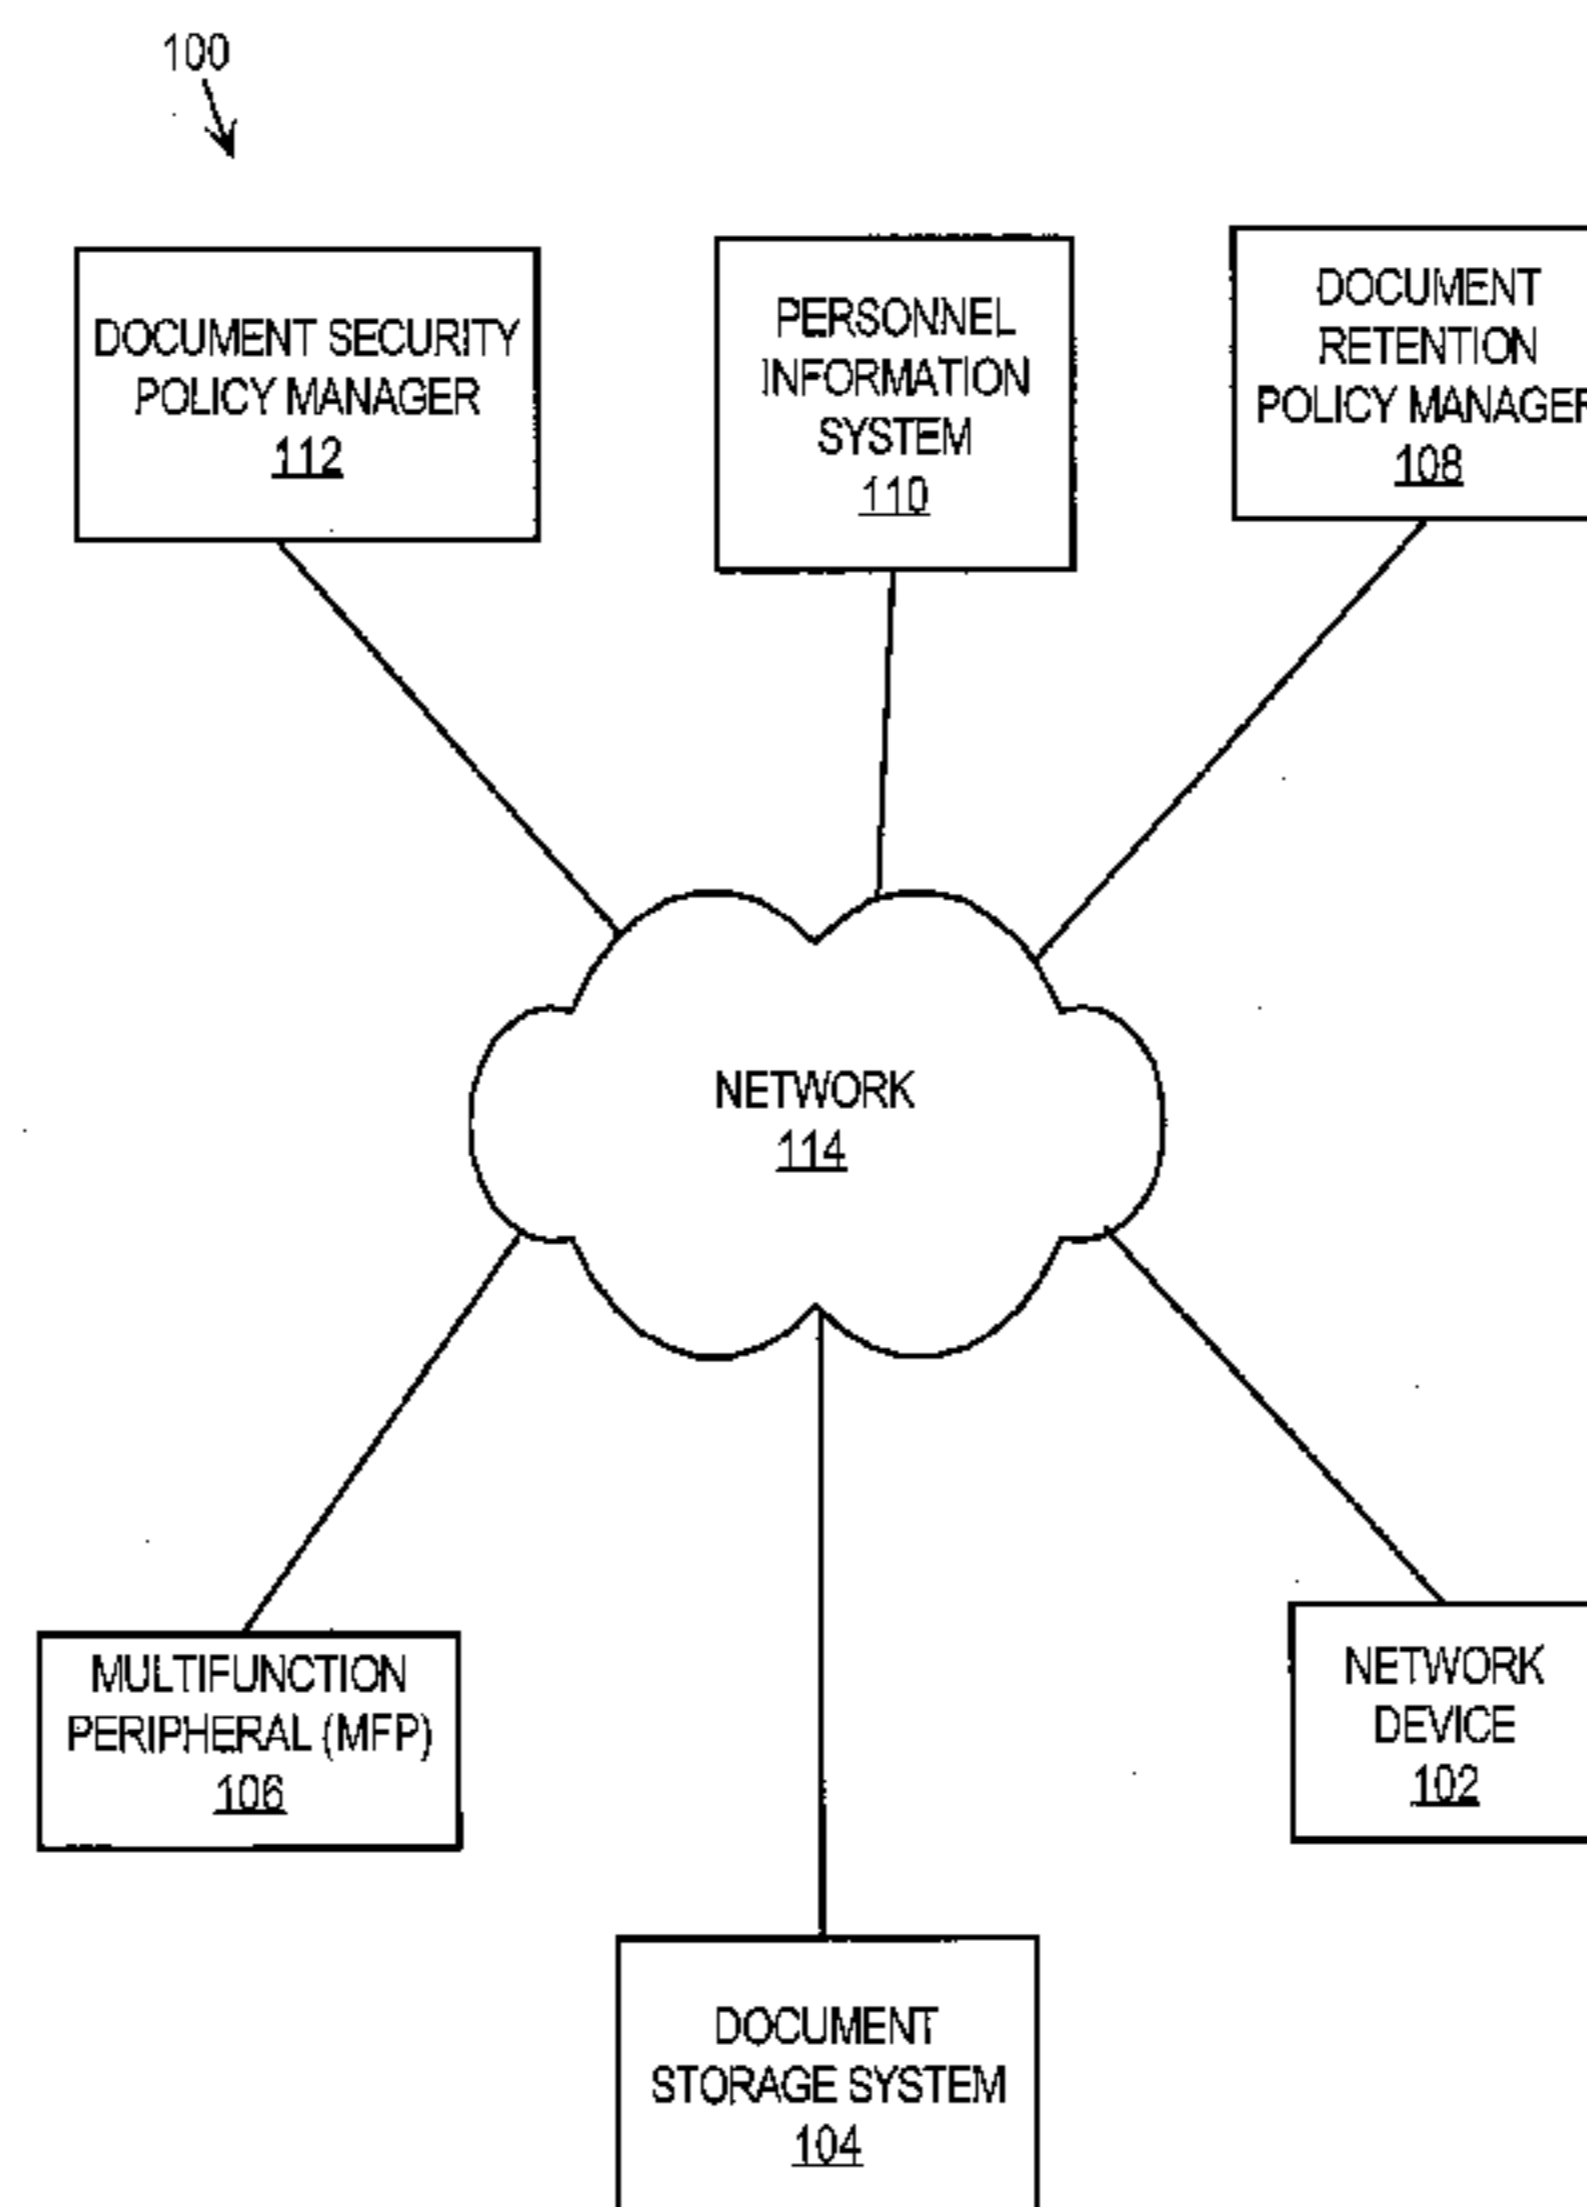 100
DOCUMENT SECURITY
POLICY MANAGER
112
PERSONNEL
INFORMATION
SYSTEM
110
DOCUMENT
RETENTION
POLICY MANAGER
108
NETWORK
114
MULTIFUNCTION
PERIPHERAL (MFP)
106
NETWORK
DEVICE
102
DOCUMENT
STORAGE SYSTEM
104